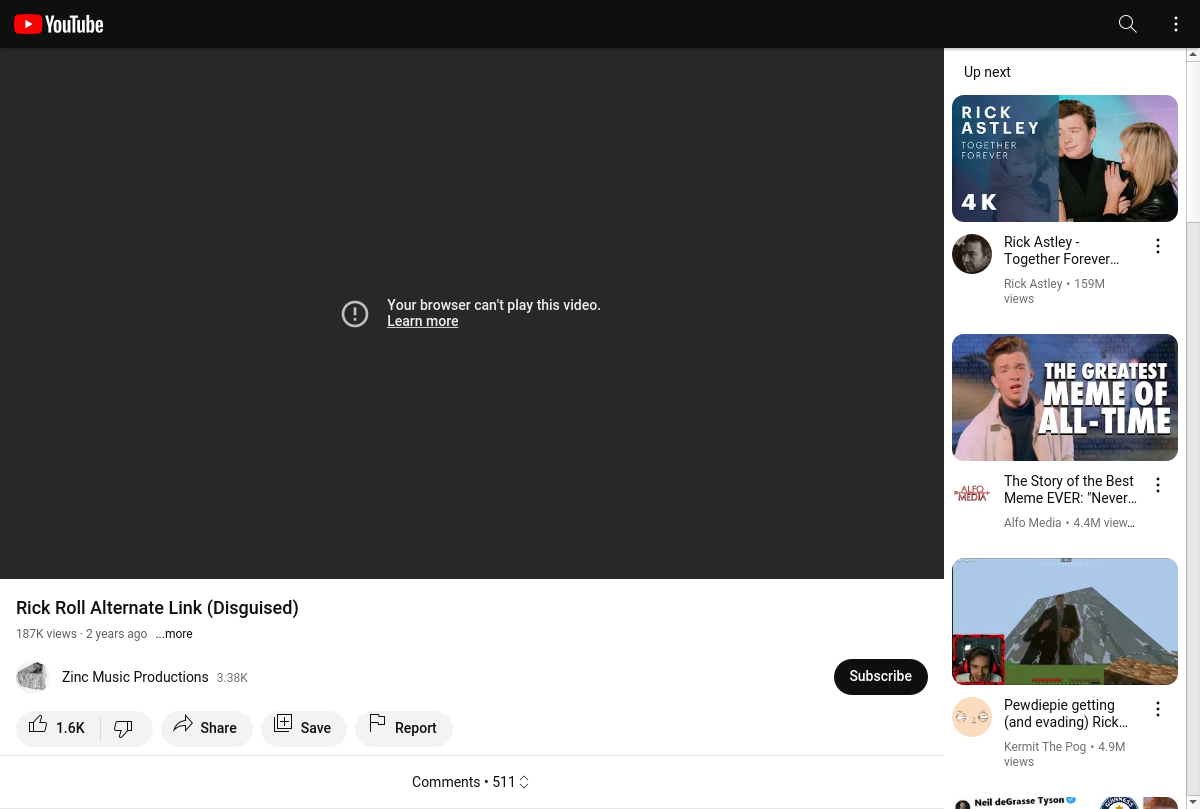 YouTube
Your browser can't play this video.
Learn more
Rick Roll Alternate Link (Disguised)
187K views · 2 years ago ...more
Zinc Music Productions 3.38K
Subscribe
1.6K
Share
Save
Report
Comments • 511
Up next
RICK
ASTLEY
TOGETHER
FOREVER
4K
Rick Astley -
Together Forever...
Rick Astley • 159M
views
THE GREATEST
MEME OF
ALL-TIME
ALFO
MEDIA
The Story of the Best
Meme EVER: "Never...
Alfo Media • 4.4M view...
Pewdiepie getting
(and evading) Rick...
Kermit The Pog • 4.9M
views
Neil deGrasse Tyson